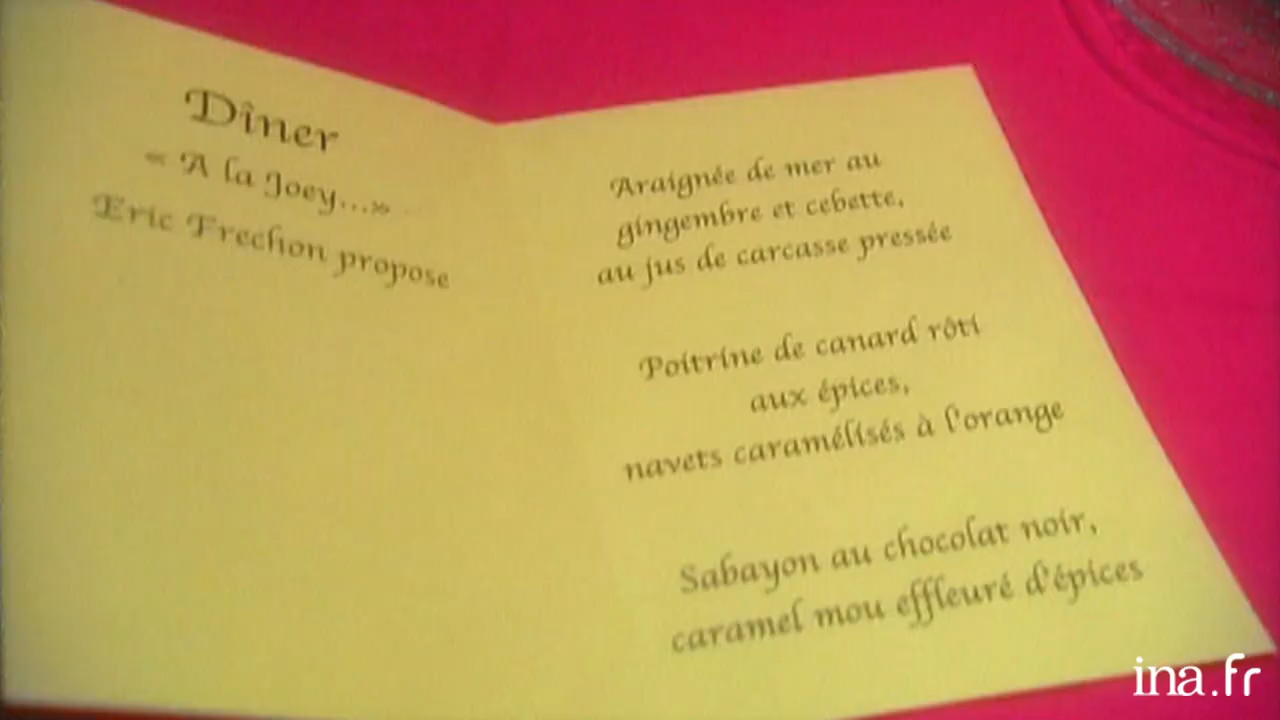 Dîner
« A la Joey...»
Eric Frechon propose
Araignée de mer au
gingembre et cebette,
au jus de carcasse pressée
Poitrine de canard rôti
aux épices,
navets caramélisés à l'orange
Sabayon au chocolat noir,
caramel mou effleuré d'épices
ina.fr